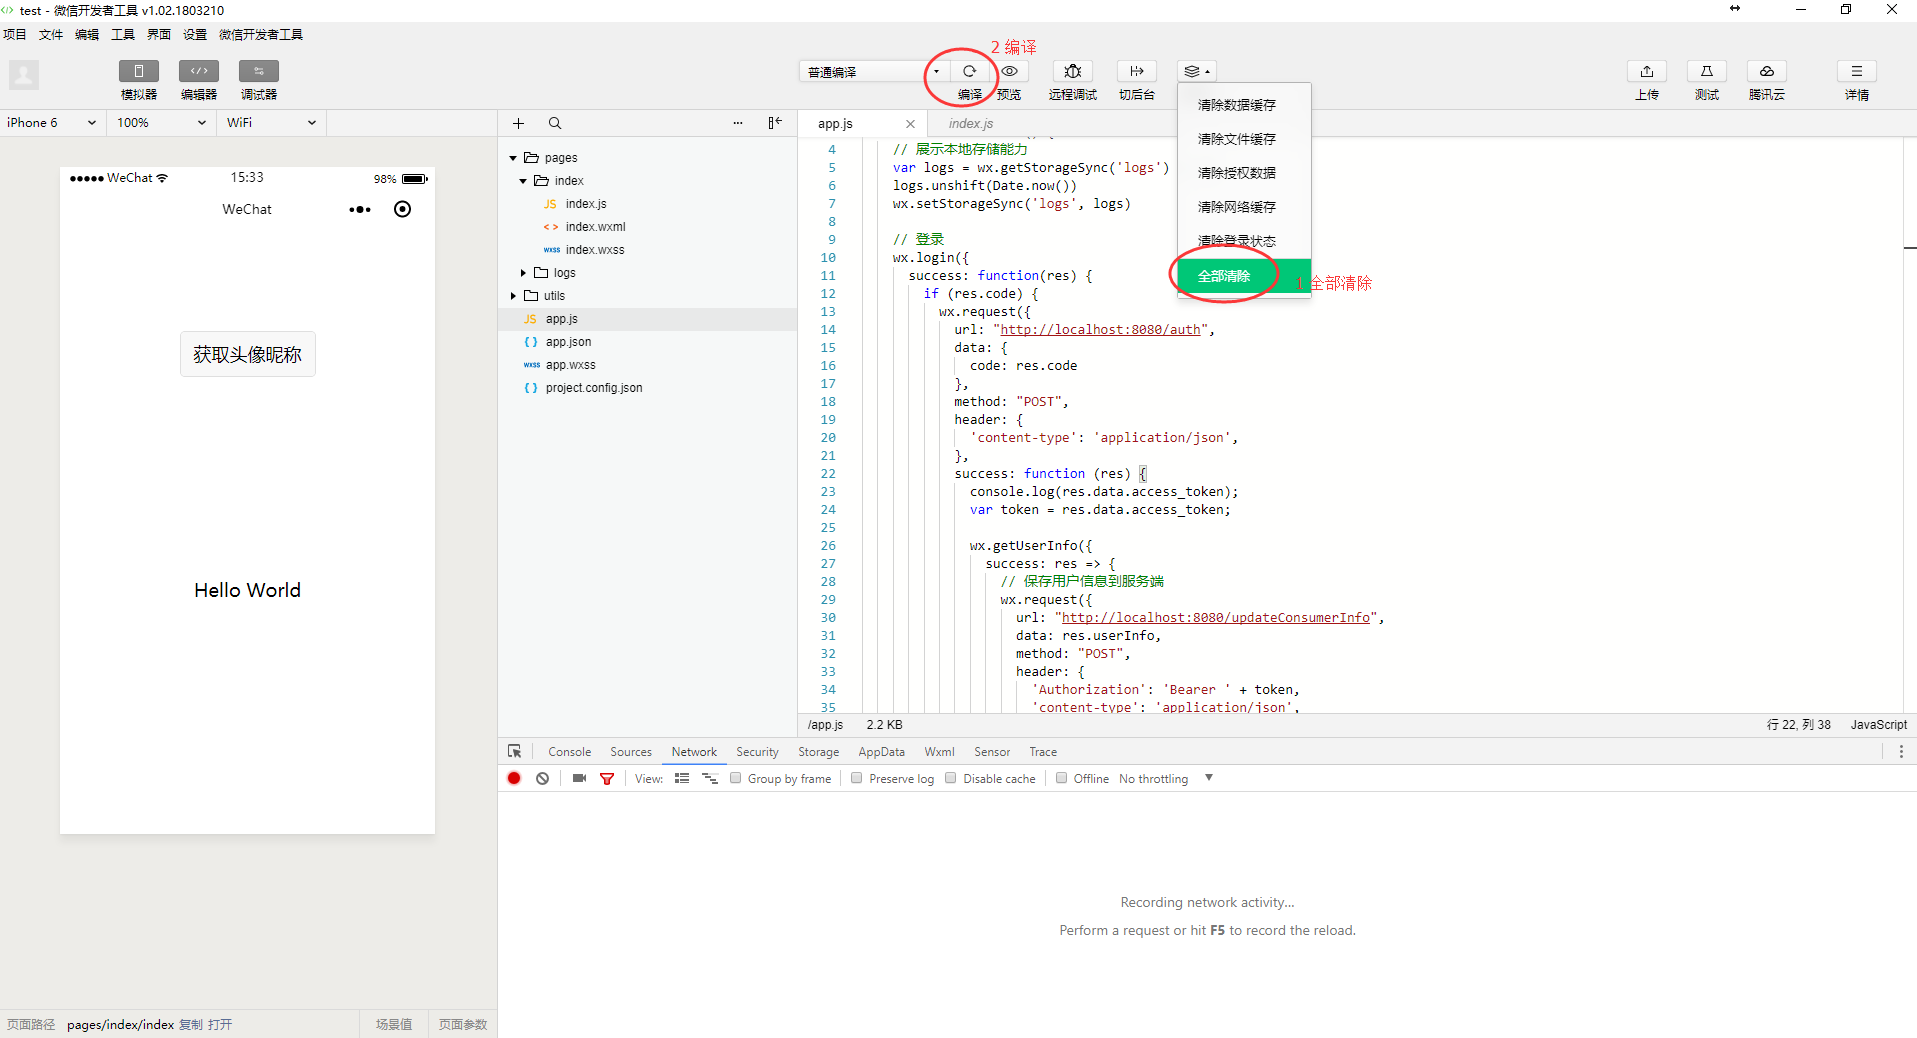 test - 微信开发者工具 v1.02.1803210
项目 文件 编辑 工具 界面 设置 微信开发者工具
2 编译
普通编译
模拟器 编辑器 调试器
编译 预览 远程调试 切后台
上传 测试 腾讯云 详情
清除数据缓存
清除文件缓存
清除授权数据
清除网络缓存
清除登录状态
全部清除
1 全部清除
iPhone 6 100% WiFi
WeChat 15:33 98%
WeChat
获取头像昵称
Hello World
页面路径 pages/index/index 复制 打开 场景值 页面参数
pages
index
JS index.js
< > index.wxml
wxss index.wxss
logs
utils
JS app.js
{ } app.json
wxss app.wxss
{ } project.config.json
app.js index.js
4 // 展示本地存储能力
5 var logs = wx.getStorageSync('logs')
6 logs.unshift(Date.now())
7 wx.setStorageSync('logs', logs)
8
9 // 登录
10 wx.login({
11 success: function(res) {
12 if (res.code) {
13 wx.request({
14 url: "http://localhost:8080/auth",
15 data: {
16 code: res.code
17 },
18 method: "POST",
19 header: {
20 'content-type': 'application/json',
21 },
22 success: function (res) {
23 console.log(res.data.access_token);
24 var token = res.data.access_token;
25
26 wx.getUserInfo({
27 success: res => {
28 // 保存用户信息到服务端
29 wx.request({
30 url: "http://localhost:8080/updateConsumerInfo",
31 data: res.userInfo,
32 method: "POST",
33 header: {
34 'Authorization': 'Bearer ' + token,
35 'content-type': 'application/json',
/app.js 2.2 KB 行 22, 列 38 JavaScript
Console Sources Network Security Storage AppData Wxml Sensor Trace
View: Group by frame Preserve log Disable cache Offline No throttling
Recording network activity...
Perform a request or hit F5 to record the reload.